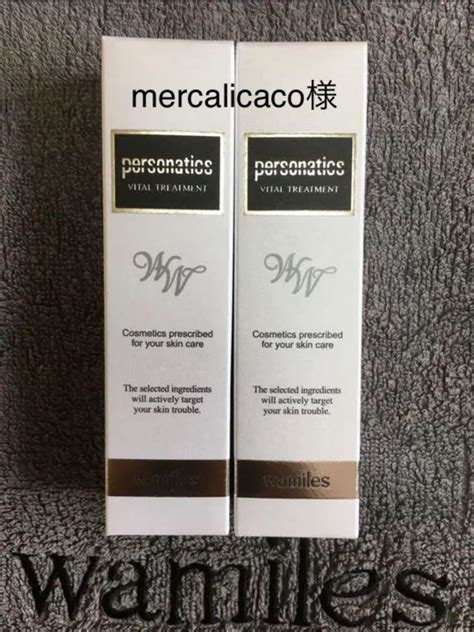 mercalicaco様
personatics
VITAL TREATMENT
WM
Cosmetics prescribed
for your skin care
The selected ingredients
will actively target
your skin trouble.
wamiles
personatics
VITAL TREATMENT
WM
Cosmetics prescribed
for your skin care
The selected ingredients
will actively target
your skin trouble.
wamiles
wamiles